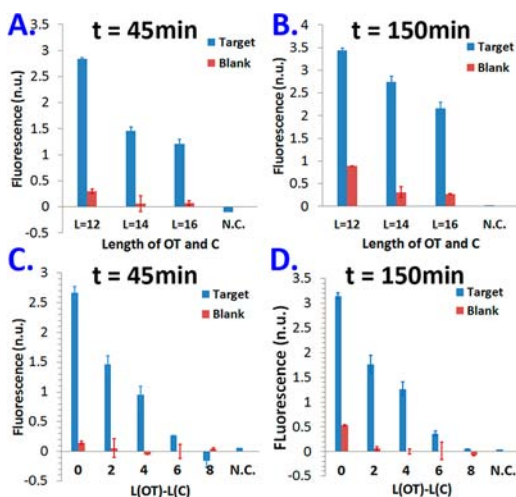 A.
t = 45min
Target
Blank
Fluorescence (n.u.)
3.5
3
2.5
2
1.5
1
0.5
0
-0.5
L=12 L=14 L=16 N.C.
Length of OT and C
B.
t = 150min
Target
Blank
Fluorescence (n.u.)
4
3.5
3
2.5
2
1.5
1
0.5
0
L=12 L=14 L=16 N.C.
Length of OT and C
C.
t = 45min
Target
Blank
Fluorescence (n.u.)
3
2.5
2
1.5
1
0.5
0
-0.5
0 2 4 6 8 N.C.
L(OT)-L(C)
D.
t = 150min
Target
Blank
FLuorescence (n.u.)
3.5
3
2.5
2
1.5
1
0.5
0
-0.5
0 2 4 6 8 N.C.
L(OT)-L(C)